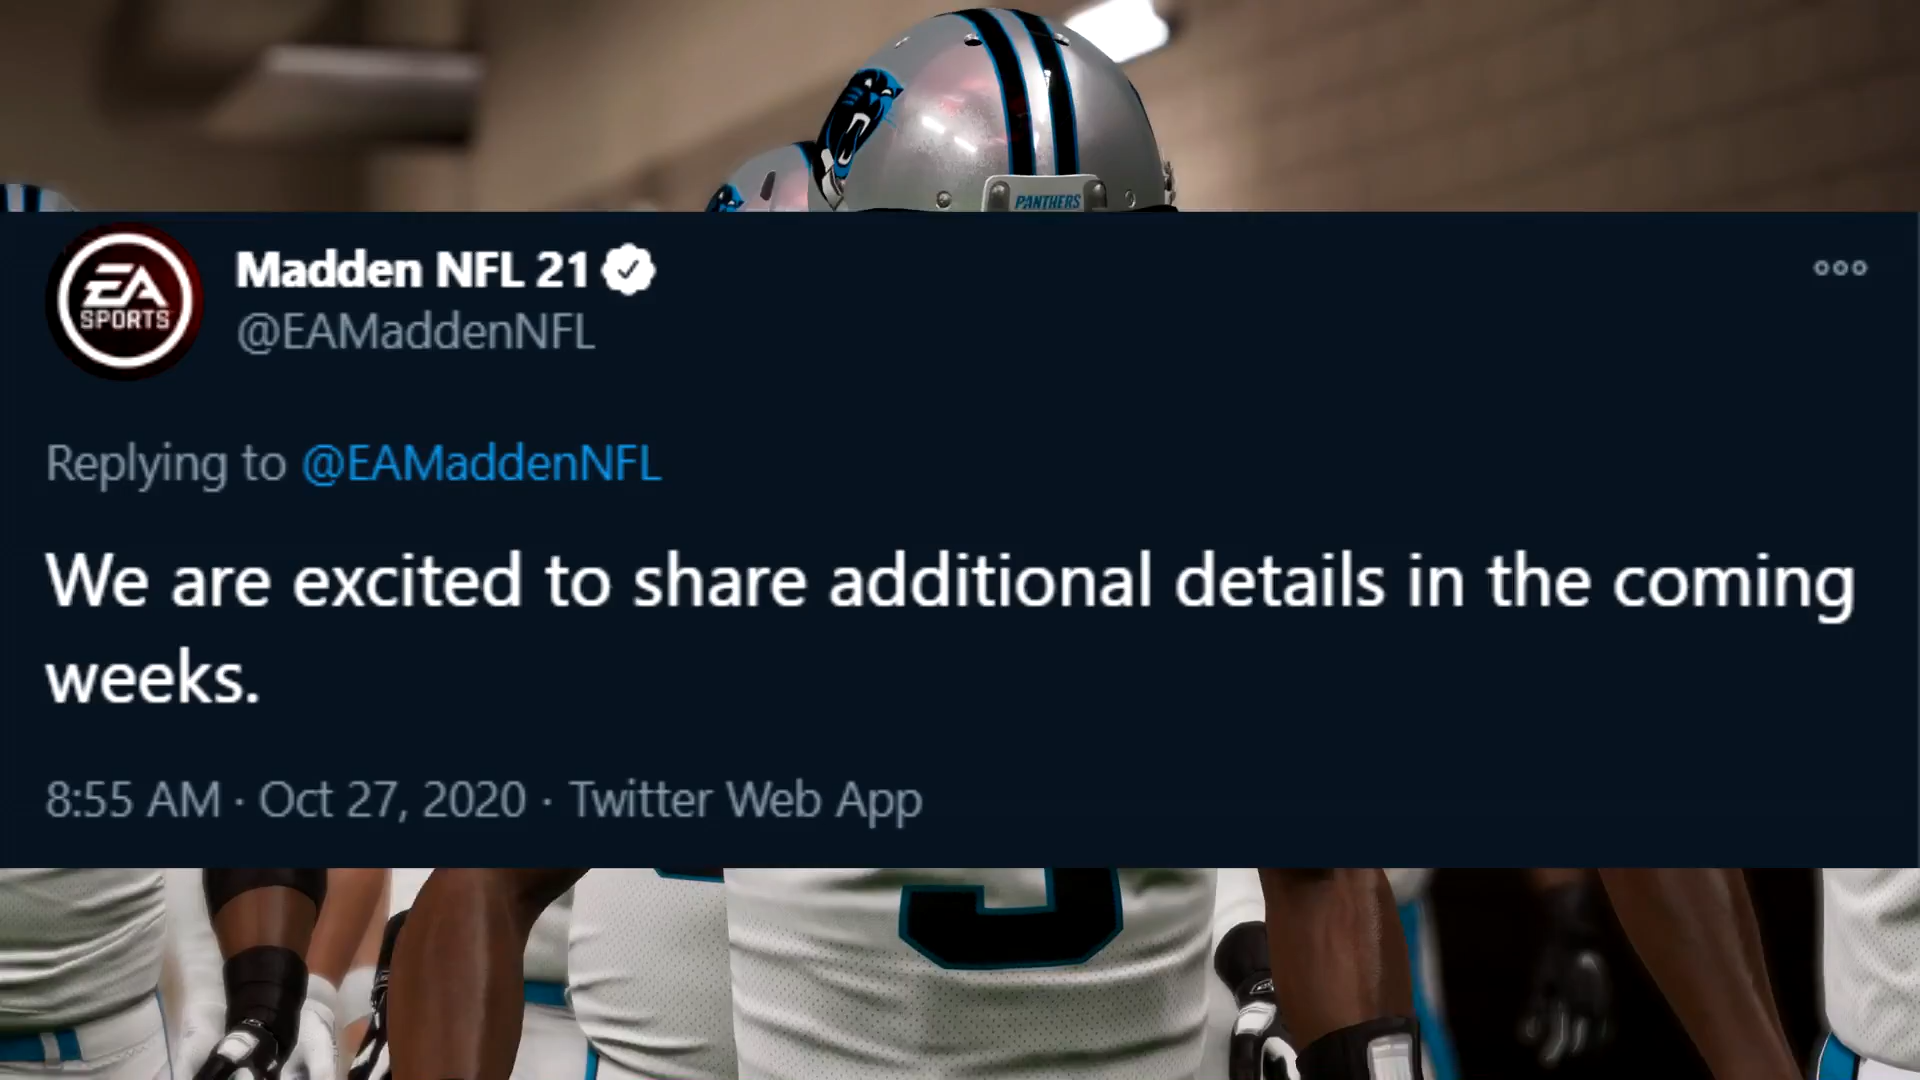 PANTHERS
EA
SPORTS
Madden NFL 21
@EAMaddenNFL
Replying to @EAMaddenNFL
We are excited to share additional details in the coming
weeks.
8:55 AM · Oct 27, 2020 · Twitter Web App